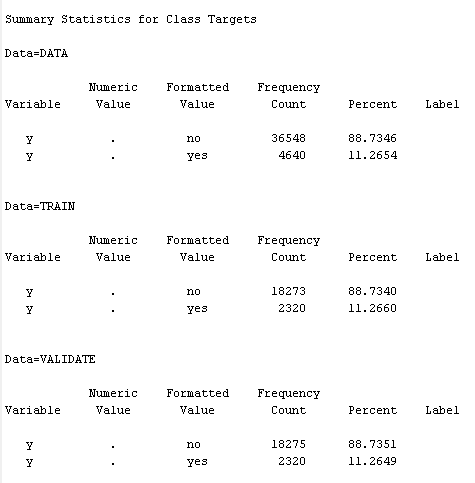 Summary Statistics for Class Targets
Data=DATA
Numeric Formatted Frequency
Variable Value Value Count Percent Label
y . no 36548 88.7346
y . yes 4640 11.2654
Data=TRAIN
Numeric Formatted Frequency
Variable Value Value Count Percent Label
y . no 18273 88.7340
y . yes 2320 11.2660
Data=VALIDATE
Numeric Formatted Frequency
Variable Value Value Count Percent Label
y . no 18275 88.7351
y . yes 2320 11.2649